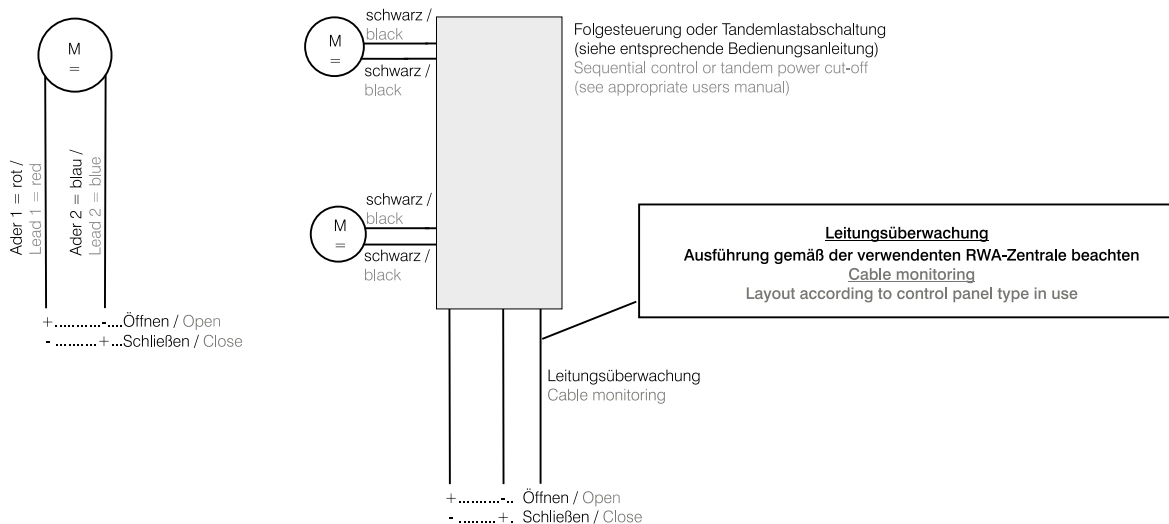 M
=
Ader 1 = rot /
Lead 1 = red
Ader 2 = blau /
Lead 2 = blue
+...........-....Öffnen / Open
- .........+...Schließen / Close
schwarz /
black
M
=
schwarz /
black
schwarz /
black
M
=
schwarz /
black
Folgesteuerung oder Tandemlastabschaltung
(siehe entsprechende Bedienungsanleitung)
Sequential control or tandem power cut-off
(see appropriate users manual)
Leitungsüberwachung
Ausführung gemäß der verwendenten RWA-Zentrale beachten
Cable monitoring
Layout according to control panel type in use
Leitungsüberwachung
Cable monitoring
+..........-.. Öffnen / Open
- ........+. Schließen / Close